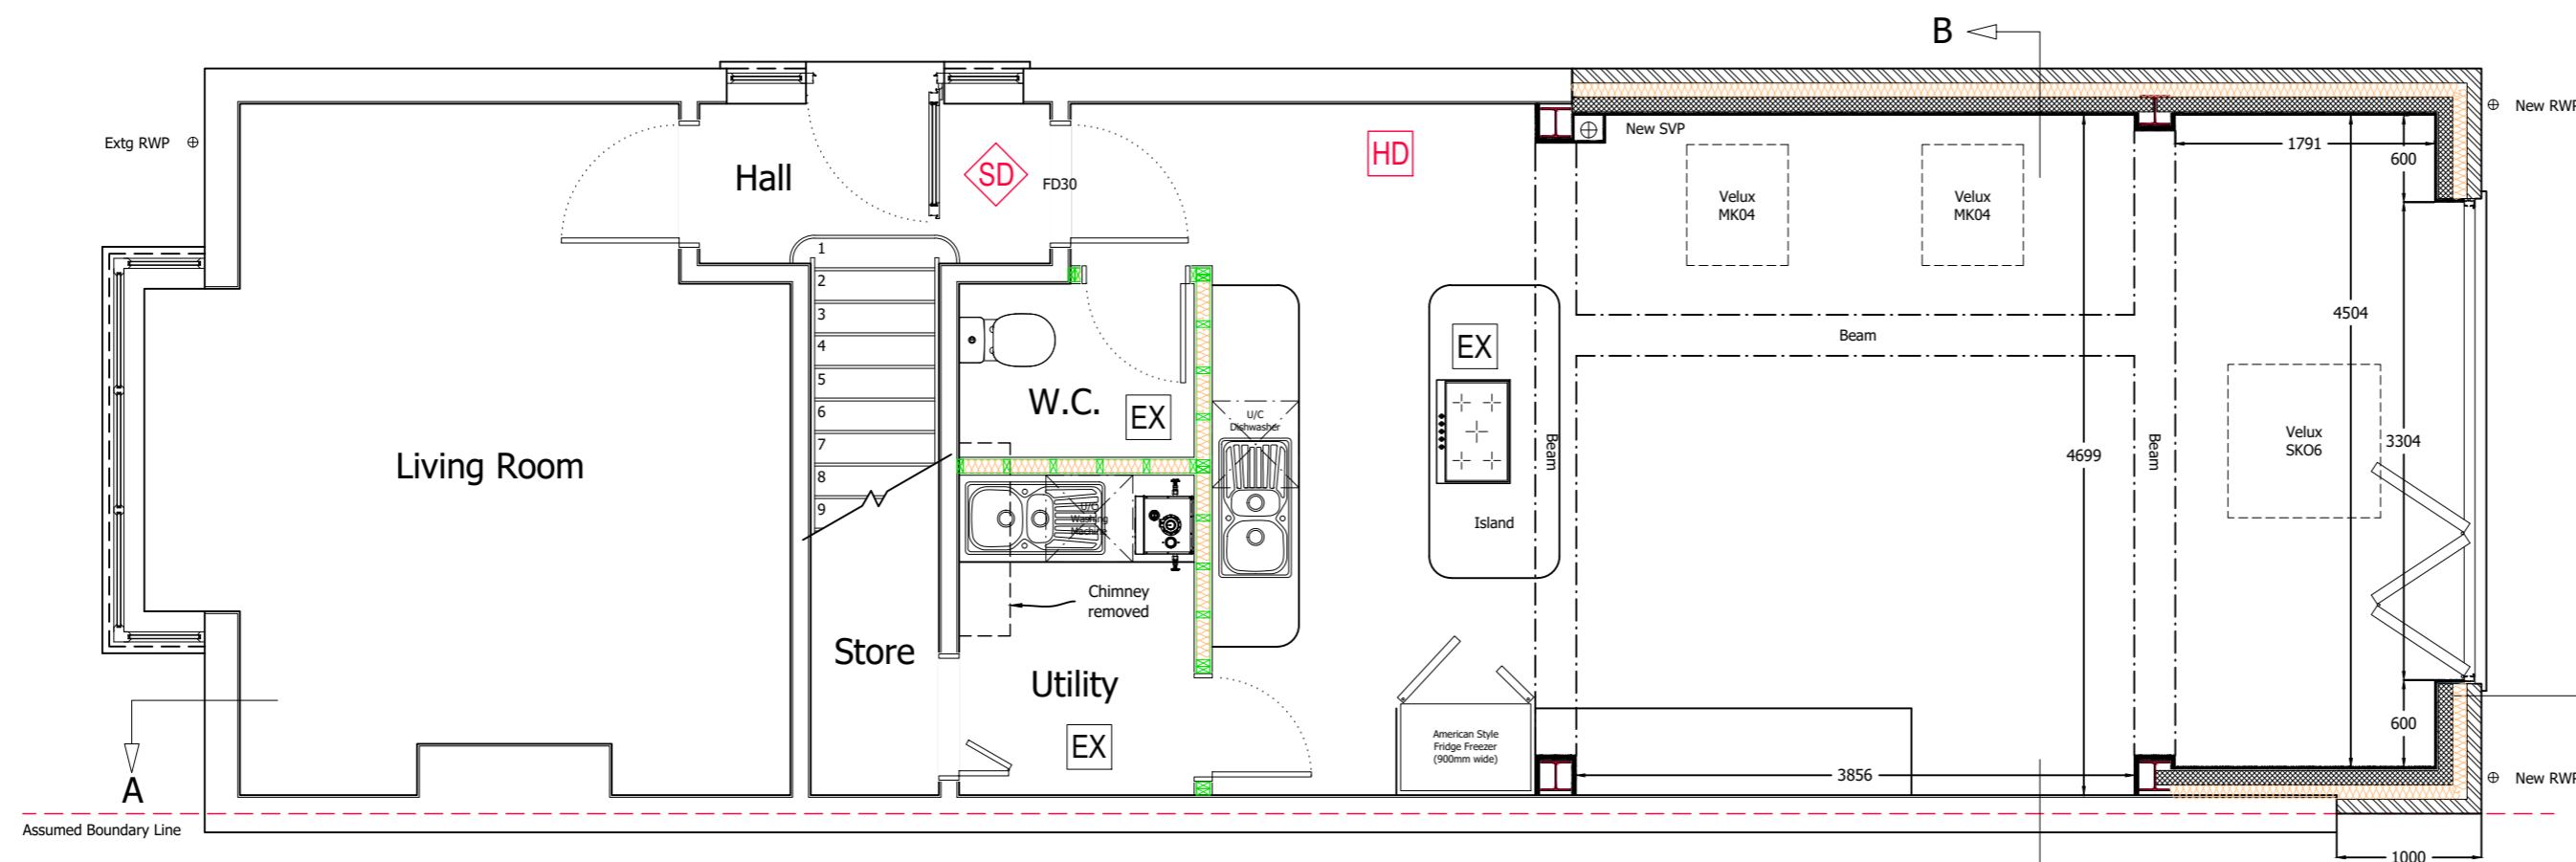 B
Extg RWP
New RWP
New SVP
HD
SD
FD30
Hall
1791
600
Velux
MK04
Velux
MK04
1
2
3
4
5
6
7
8
9
4504
Beam
EX
W.C.
EX
U/C
Dishwasher
Velux
SKO6
3304
Beam
Beam
4699
Living Room
U/C
Washing
Machine
Island
Chimney
removed
Store
Utility
EX
American Style
Fridge Freezer
(900mm wide)
600
3856
New RWP
A
Assumed Boundary Line
1000